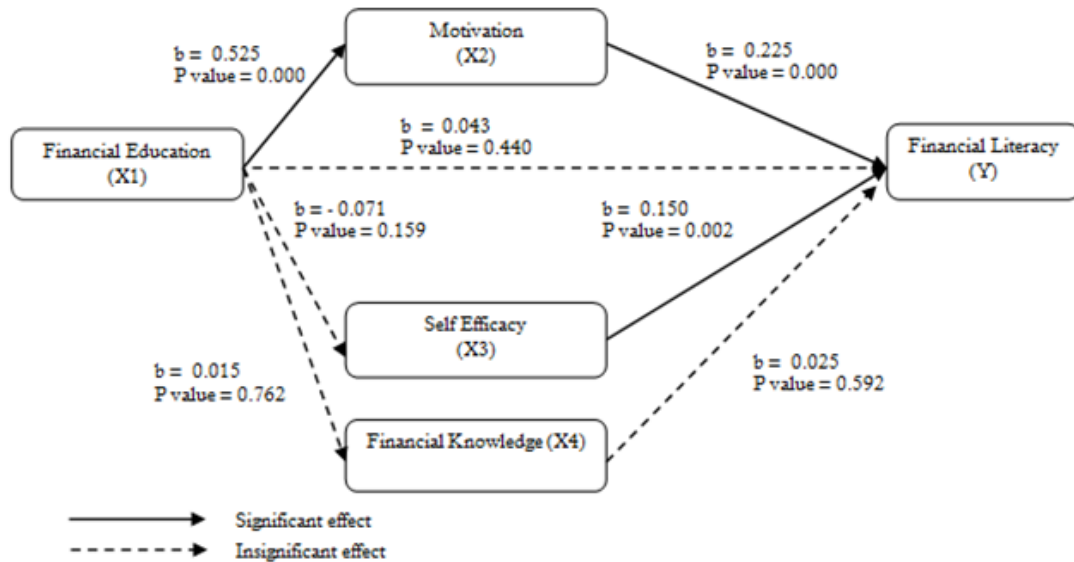 Motivation
(X2)
b = 0.525
P value = 0.000
b = 0.225
P value = 0.000
Financial Education
(X1)
b = 0.043
P value = 0.440
Financial Literacy
(Y)
b = - 0.071
P value = 0.159
b = 0.150
P value = 0.002
Self Efficacy
(X3)
b = 0.015
P value = 0.762
b = 0.025
P value = 0.592
Financial Knowledge (X4)
Significant effect
Insignificant effect